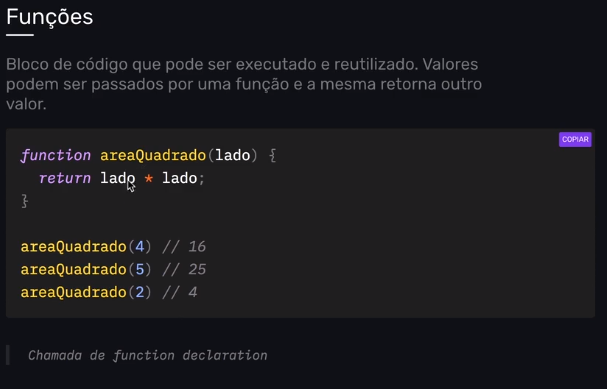 Funções
Bloco de código que pode ser executado e reutilizado. Valores
podem ser passados por uma função e a mesma retorna outro
valor.
COPIAR
function areaQuadrado(lado) {
  return lado * lado;
}
areaQuadrado(4) // 16
areaQuadrado(5) // 25
areaQuadrado(2) // 4
Chamada de function declaration